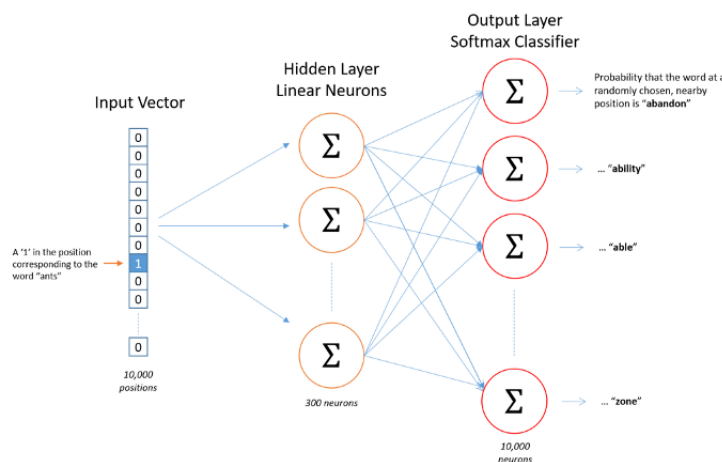 Output Layer
Softmax Classifier
Hidden Layer
Linear Neurons
Input Vector
0
0
0
0
0
0
0
1
0
0
0
A '1' in the position
corresponding to the
word "ants"
10,000
positions
Σ
Σ
Σ
300 neurons
Σ
Σ
Σ
Σ
10,000
neurons
Probability that the word at a
randomly chosen, nearby
position is "abandon"
... "ability"
... "able"
... "zone"